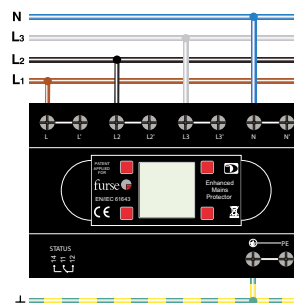 N
L3
L2
L1
L L' L2 L2' L3 L3' N N'
PATENT
APPLIED
FOR
furse
EN/IEC 61643
CE
Enhanced
Mains
Protector
STATUS
14 11 12
PE